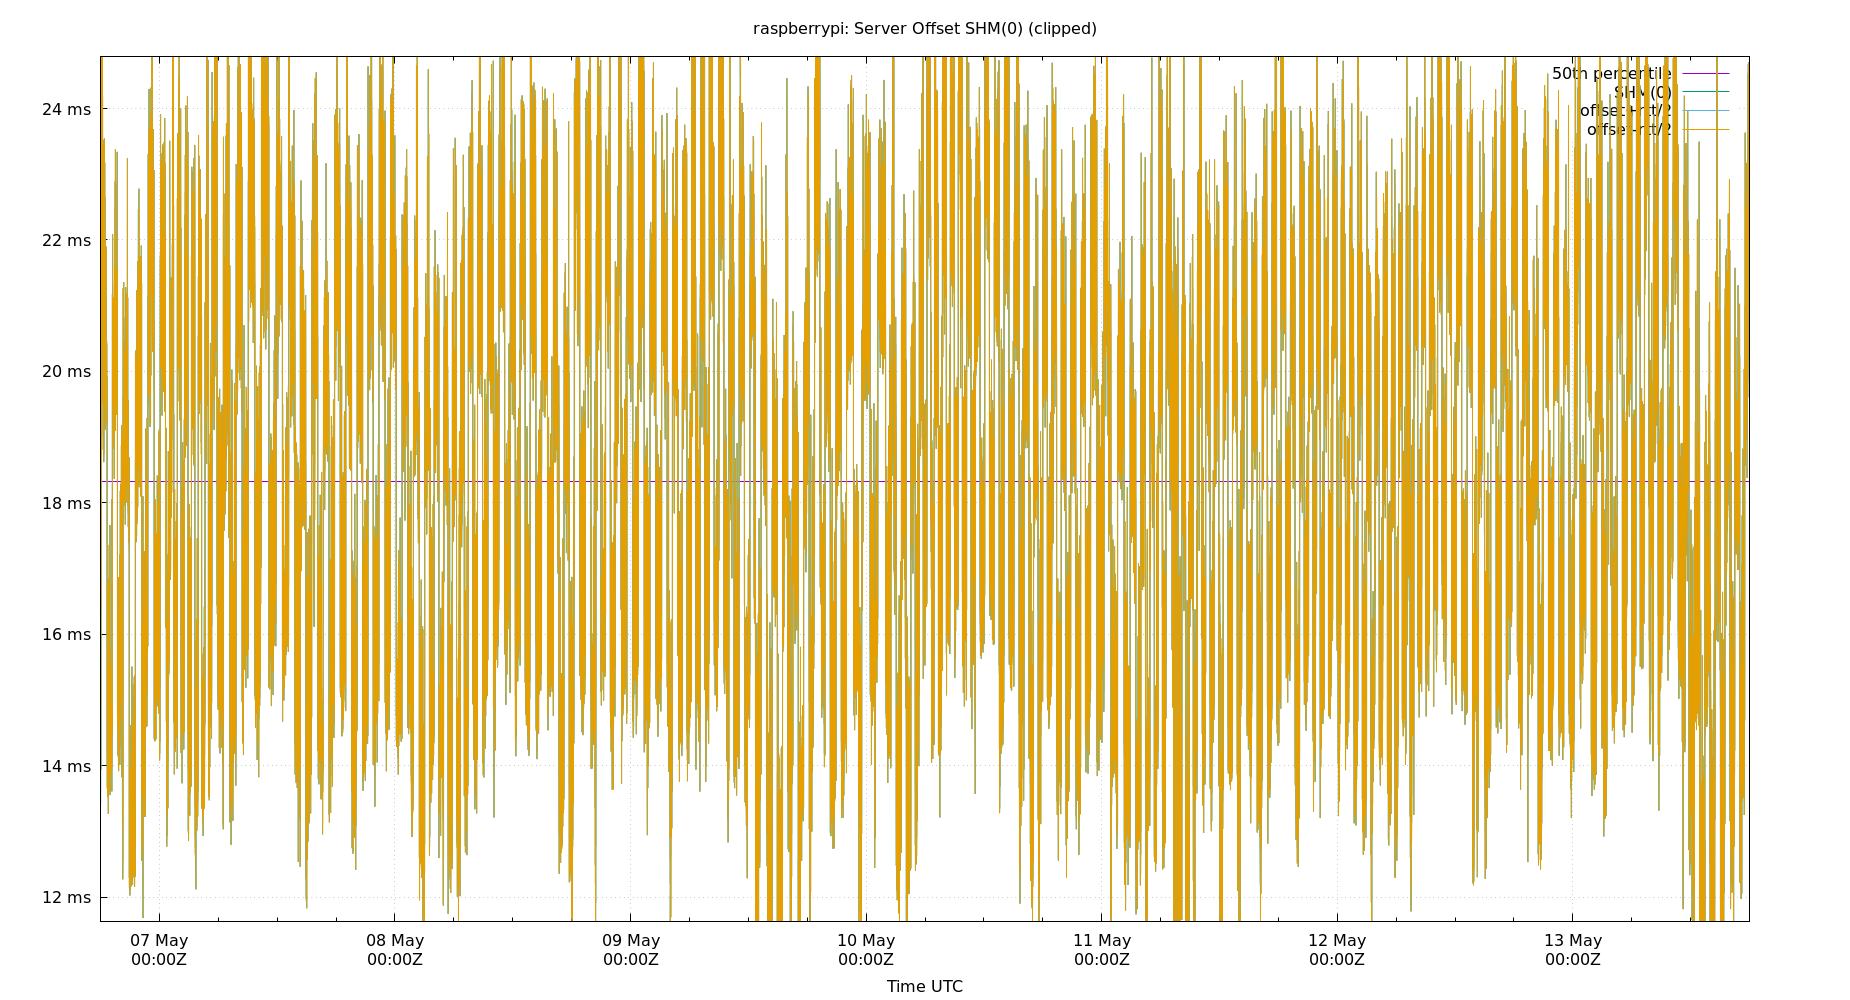 raspberrypi: Server Offset SHM(0) (clipped)
50th percentile
SHM(0)
offset+rtt/2
offset-rtt/2
24 ms
22 ms
20 ms
18 ms
16 ms
14 ms
12 ms
07 May 08 May 09 May 10 May 11 May 12 May 13 May
00:00Z 00:00Z 00:00Z 00:00Z 00:00Z 00:00Z 00:00Z
Time UTC